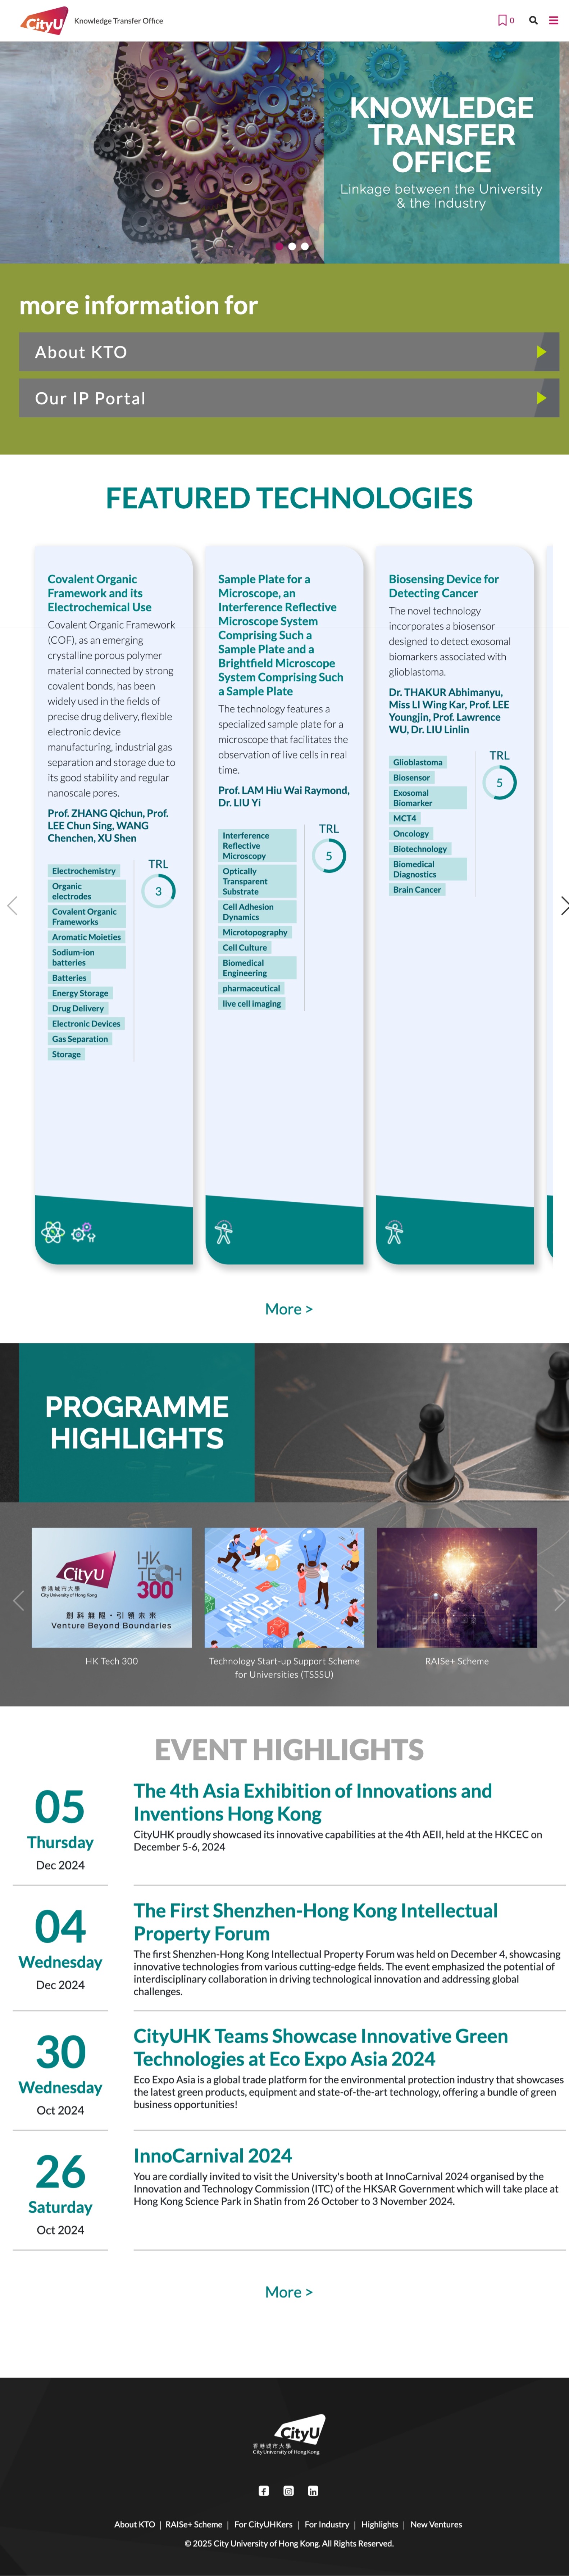 CityU
Knowledge Transfer Office
0
KNOWLEDGE
TRANSFER
OFFICE
Linkage between the University
& the Industry
more information for
About KTO
Our IP Portal
FEATURED TECHNOLOGIES
Covalent Organic
Framework and its
Electrochemical Use
Covalent Organic Framework
(COF), as an emerging
crystalline porous polymer
material connected by strong
covalent bonds, has been
widely used in the fields of
precise drug delivery, flexible
electronic device
manufacturing, industrial gas
separation and storage due to
its good stability and regular
nanoscale pores.
Prof. ZHANG Qichun, Prof.
LEE Chun Sing, WANG
Chenchen, XU Shen
Electrochemistry
Organic
electrodes
Covalent Organic
Frameworks
Aromatic Moieties
Sodium-ion
batteries
Batteries
Energy Storage
Drug Delivery
Electronic Devices
Gas Separation
Storage
TRL
3
Sample Plate for a
Microscope, an
Interference Reflective
Microscope System
Comprising Such a
Sample Plate and a
Brightfield Microscope
System Comprising Such
a Sample Plate
The technology features a
specialized sample plate for a
microscope that facilitates the
observation of live cells in real
time.
Prof. LAM Hiu Wai Raymond,
Dr. LIU Yi
Interference
Reflective
Microscopy
Optically
Transparent
Substrate
Cell Adhesion
Dynamics
Microtopography
Cell Culture
Biomedical
Engineering
pharmaceutical
live cell imaging
TRL
5
Biosensing Device for
Detecting Cancer
The novel technology
incorporates a biosensor
designed to detect exosomal
biomarkers associated with
glioblastoma.
Dr. THAKUR Abhimanyu,
Miss LI Wing Kar, Prof. LEE
Youngjin, Prof. Lawrence
WU, Dr. LIU Linlin
Glioblastoma
Biosensor
Exosomal
Biomarker
MCT4
Oncology
Biotechnology
Biomedical
Diagnostics
Brain Cancer
TRL
5
More >
PROGRAMME
HIGHLIGHTS
CityU
香港城市大學
City University of Hong Kong
HK
TECH
300
創科無限・引領未來
Venture Beyond Boundaries
FIND
AN IDEA
HK Tech 300
Technology Start-up Support Scheme
for Universities (TSSSU)
RAISe+ Scheme
EVENT HIGHLIGHTS
05
Thursday
Dec 2024
The 4th Asia Exhibition of Innovations and
Inventions Hong Kong
CityUHK proudly showcased its innovative capabilities at the 4th AEII, held at the HKCEC on
December 5-6, 2024
04
Wednesday
Dec 2024
The First Shenzhen-Hong Kong Intellectual
Property Forum
The first Shenzhen-Hong Kong Intellectual Property Forum was held on December 4, showcasing
innovative technologies from various cutting-edge fields. The event emphasized the potential of
interdisciplinary collaboration in driving technological innovation and addressing global
challenges.
30
Wednesday
Oct 2024
CityUHK Teams Showcase Innovative Green
Technologies at Eco Expo Asia 2024
Eco Expo Asia is a global trade platform for the environmental protection industry that showcases
the latest green products, equipment and state-of-the-art technology, offering a bundle of green
business opportunities!
26
Saturday
Oct 2024
InnoCarnival 2024
You are cordially invited to visit the University's booth at InnoCarnival 2024 organised by the
Innovation and Technology Commission (ITC) of the HKSAR Government which will take place at
Hong Kong Science Park in Shatin from 26 October to 3 November 2024.
More >
CityU
香港城市大學
City University of Hong Kong
About KTO | RAISe+ Scheme | For CityUHKers | For Industry | Highlights | New Ventures
© 2025 City University of Hong Kong. All Rights Reserved.